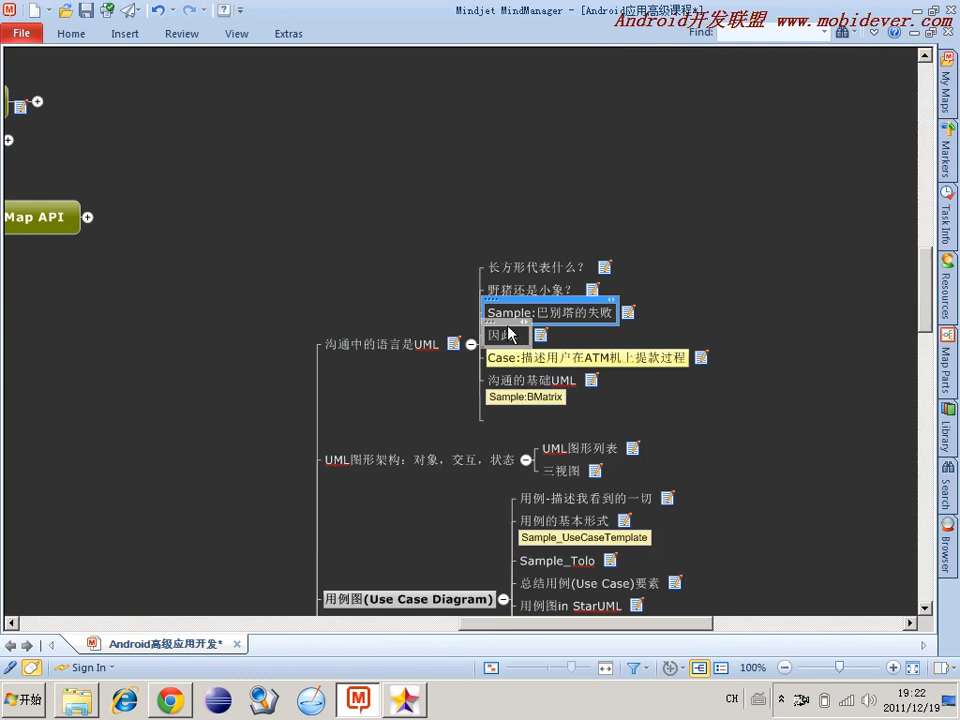 Mindjet MindManager - [Android应用高级课程*]
Android开发联盟 www.mobidever.com
File Home Insert Review View Extras
Find:
My Maps
Markers
Task Info
Resources
Map Parts
Library
Search
Browser
Map API
长方形代表什么？
野猪还是小象？
Sample:巴别塔的失败
沟通中的语言是UML
Case:描述用户在ATM机上提款过程
沟通的基础UML
Sample:BMatrix
UML图形架构：对象，交互，状态
UML图形列表
三视图
用例-描述我看到的一切
用例的基本形式
Sample_UseCaseTemplate
Sample_Tolo
总结用例(Use Case)要素
用例图(Use Case Diagram)
用例图in StarUML
Android高级应用开发*
Sign In
100%
开始
CH
19:22
2011/12/19